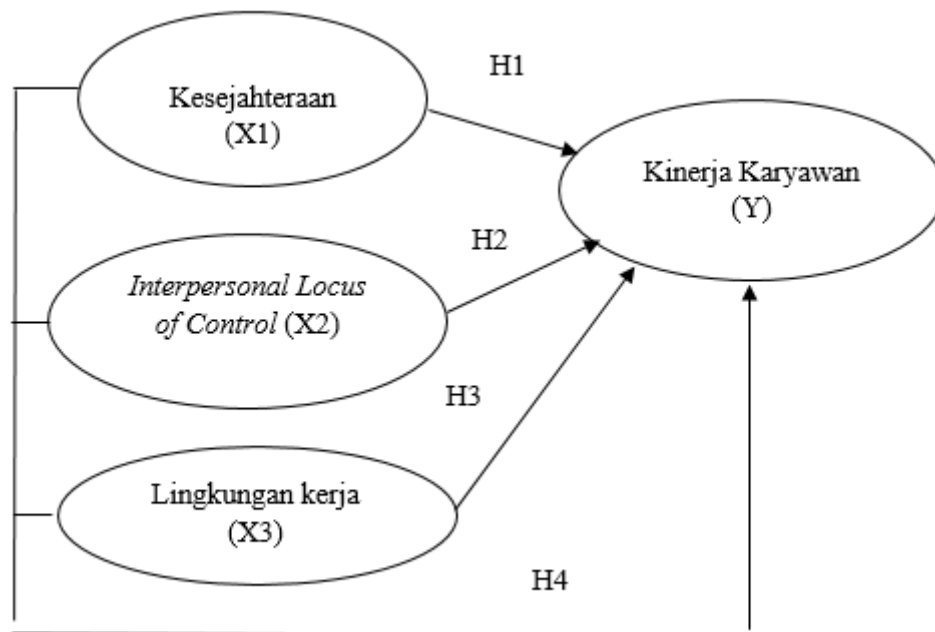 H1
Kesejahteraan
(X1)
Kinerja Karyawan
(Y)
H2
Interpersonal Locus
of Control (X2)
H3
Lingkungan kerja
(X3)
H4